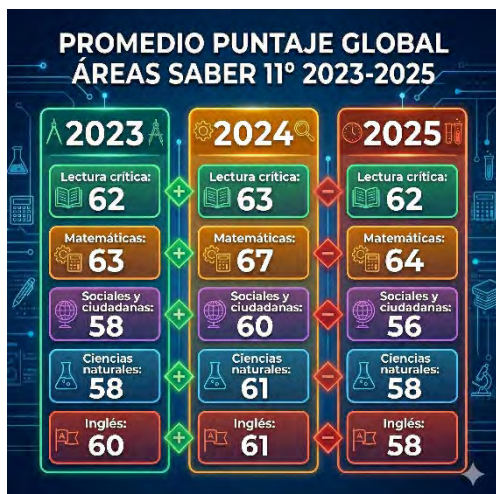 PROMEDIO PUNTAJE GLOBAL
ÁREAS SABER 11º 2023-2025
2023
Lectura crítica:
62
Matemáticas:
63
Sociales y
ciudadanas:
58
Ciencias
naturales:
58
Inglés:
60
2024
Lectura crítica:
63
Matemáticas:
67
Sociales y
ciudadanas:
60
Ciencias
naturales:
61
Inglés:
61
2025
Lectura crítica:
62
Matemáticas:
64
Sociales y
ciudadanas:
56
Ciencias
naturales:
58
Inglés:
58